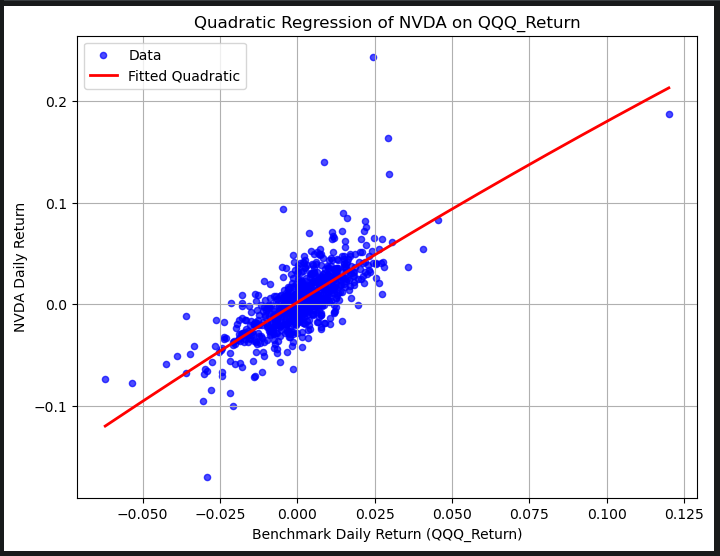 Quadratic Regression of NVDA on QQQ_Return
Data
Fitted Quadratic
0.2
0.1
0.0
−0.1
NVDA Daily Return
−0.050
−0.025
0.000
0.025
0.050
0.075
0.100
0.125
Benchmark Daily Return (QQQ_Return)